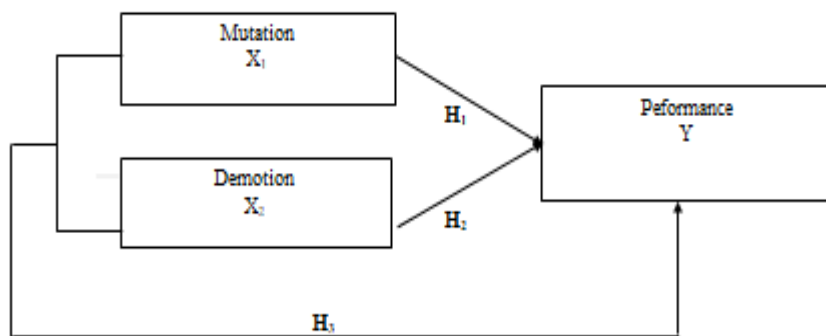 Mutation
X₁
H₁
Peformance
Y
Demotion
X₂
H₂
H₃